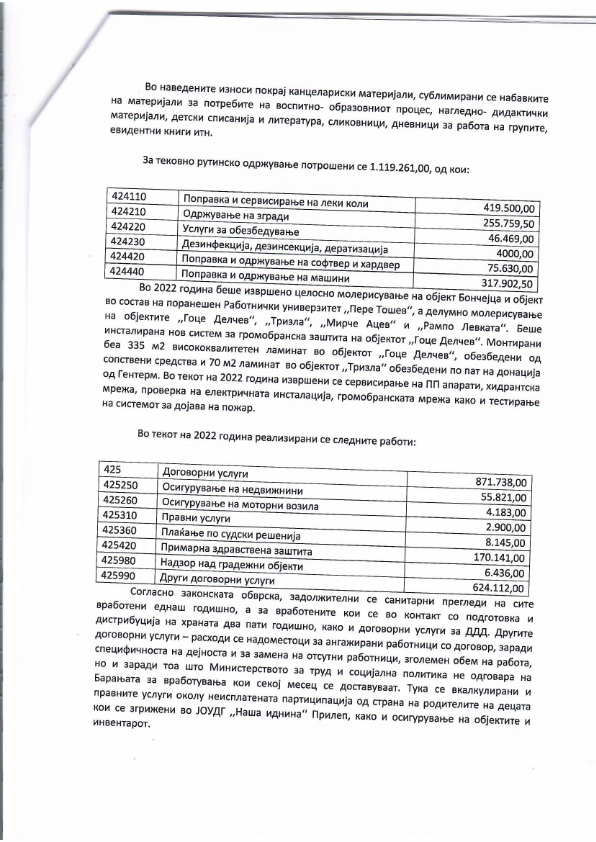 Во наведените износи покрај канцелариски материјали, сублимирани се набавките
на материјали за потребите на воспитно- образовниот процес, нагледно- дидактички
материјали, детски списанија и литература, сликовници, дневници за работа на групите,
евидентни книги итн.
За тековно рутинско одржување потрошени се 1.119.261,00, од кои:
424110 Поправка и сервисирање на леки коли 419.500,00
424210 Одржување на згради 255.759,50
424220 Услуги за обезбедување 46.469,00
424230 Дезинфекција, дезинсекција, дератизација 4000,00
424420 Поправка и одржување на софтвер и хардвер 75.630,00
424440 Поправка и одржување на машини 317.902,50
Во 2022 година беше извршено целосно молерисување на објект Бончејца и објект
во состав на поранешен Работнички универзитет „Пере Тошев“, а делумно молерисување
на објектите „Гоце Делчев“, „Тризла“, „Мирче Ацев“ и „Рампо Левката“. Беше
инсталирана нов систем за громобранска заштита на објектот „Гоце Делчев“. Монтирани
беа 335 м2 висококвалитетен ламинат во објектот „Гоце Делчев“, обезбедени од
сопствени средства и 70 м2 ламинат во објектот „Тризла“ обезбедени по пат на донација
од Гентерм. Во текот на 2022 година извршени се сервисирање на ПП апарати, хидрантска
мрежа, проверка на електричната инсталација, громобранската мрежа како и тестирање
на системот за дојава на пожар.
Во текот на 2022 година реализирани се следните работи:
425 Договорни услуги 871.738,00
425250 Осигурување на недвижнини 55.821,00
425260 Осигурување на моторни возила 4.183,00
425310 Правни услуги 2.900,00
425360 Плаќање по судски решенија 8.145,00
425420 Примарна здравствена заштита 170.141,00
425980 Надзор над градежни објекти 6.436,00
425990 Други договорни услуги 624.112,00
Согласно законската обврска, задолжителни се санитарни прегледи на сите
вработени еднаш годишно, а за вработените кои се во контакт со подготовка и
дистрибуција на храната два пати годишно, како и договорни услуги за ДДД. Другите
договорни услуги – расходи се надоместоци за ангажирани работници со договор, заради
специфичноста на дејноста и за замена на отсутни работници, зголемен обем на работа,
но и заради тоа што Министерството за труд и социјална политика не одговара на
Барањата за вработувања кои секој месец се доставуваат. Тука се вкалкулирани и
правните услуги околу неисплатената партиципација од страна на родителите на децата
кои се згрижени во ЈОУДГ „Наша иднина“ Прилеп, како и осигурување на објектите и
инвентарот.